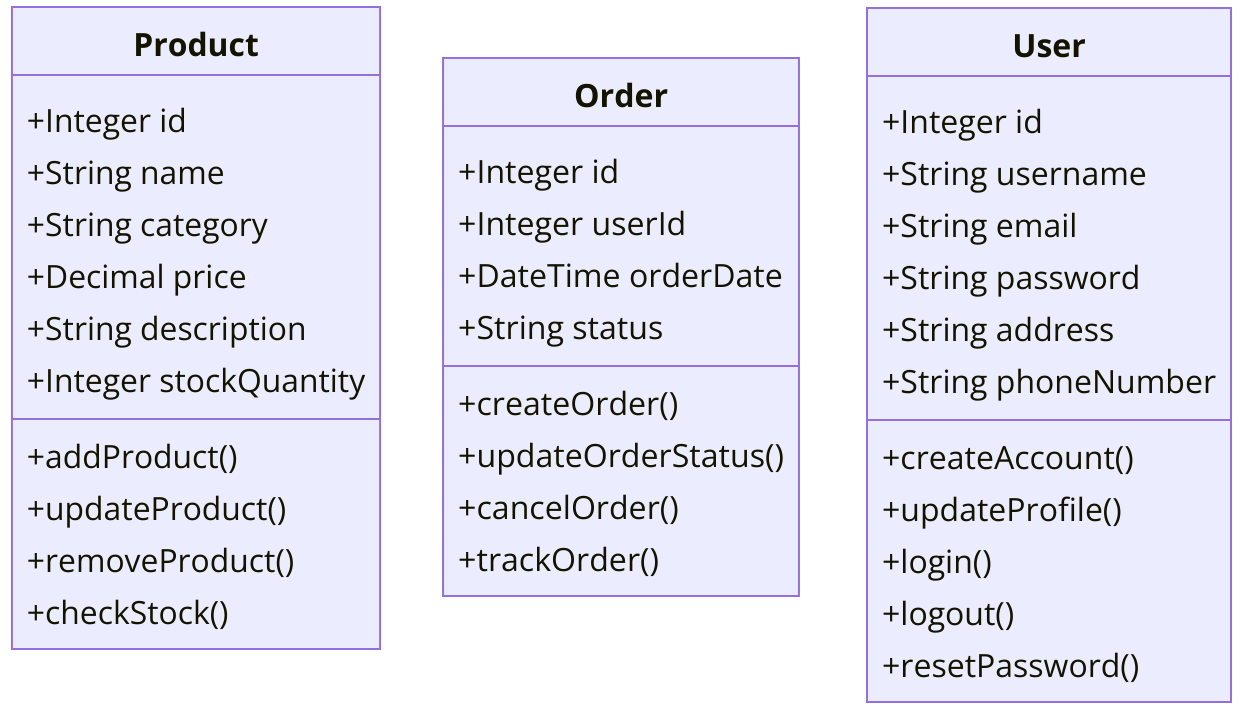 Product
+Integer id
+String name
+String category
+Decimal price
+String description
+Integer stockQuantity
+addProduct()
+updateProduct()
+removeProduct()
+checkStock()
Order
+Integer id
+Integer userId
+DateTime orderDate
+String status
+createOrder()
+updateOrderStatus()
+cancelOrder()
+trackOrder()
User
+Integer id
+String username
+String email
+String password
+String address
+String phoneNumber
+createAccount()
+updateProfile()
+login()
+logout()
+resetPassword()